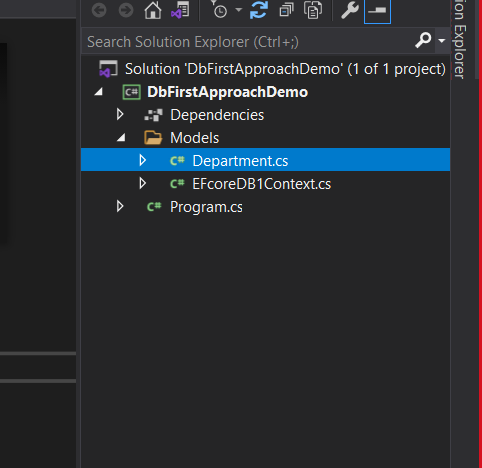 Search Solution Explorer (Ctrl+;)
Solution 'DbFirstApproachDemo' (1 of 1 project)
C# DbFirstApproachDemo
Dependencies
Models
C# Department.cs
C# EFcoreDB1Context.cs
C# Program.cs
on Explorer